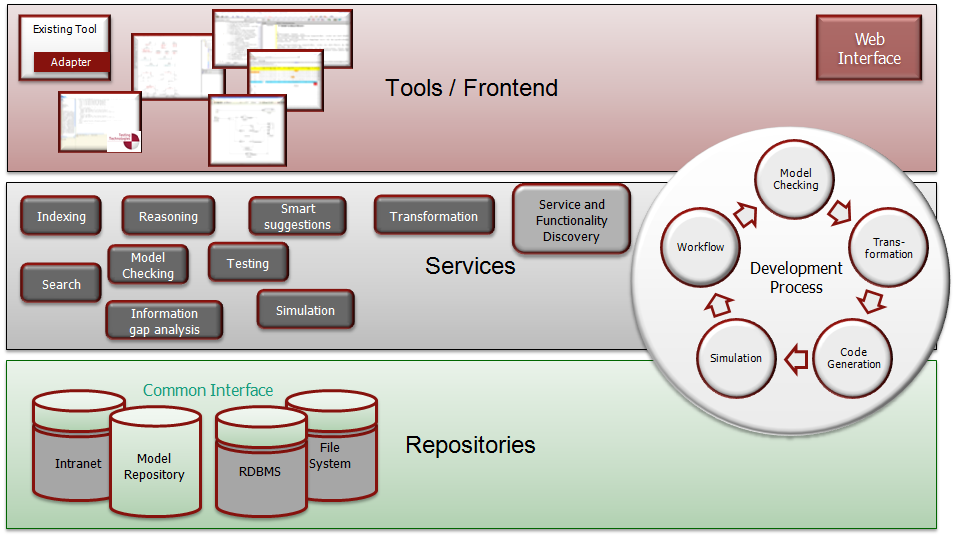 Existing Tool
Adapter
Testing
Technologies
Tools / Frontend
Web
Interface
Indexing
Reasoning
Smart
suggestions
Transformation
Service and
Functionality
Discovery
Search
Model
Checking
Testing
Services
Information
gap analysis
Simulation
Model
Checking
Workflow
Trans-
formation
Development
Process
Simulation
Code
Generation
Common Interface
Intranet
Model
Repository
RDBMS
File
System
Repositories